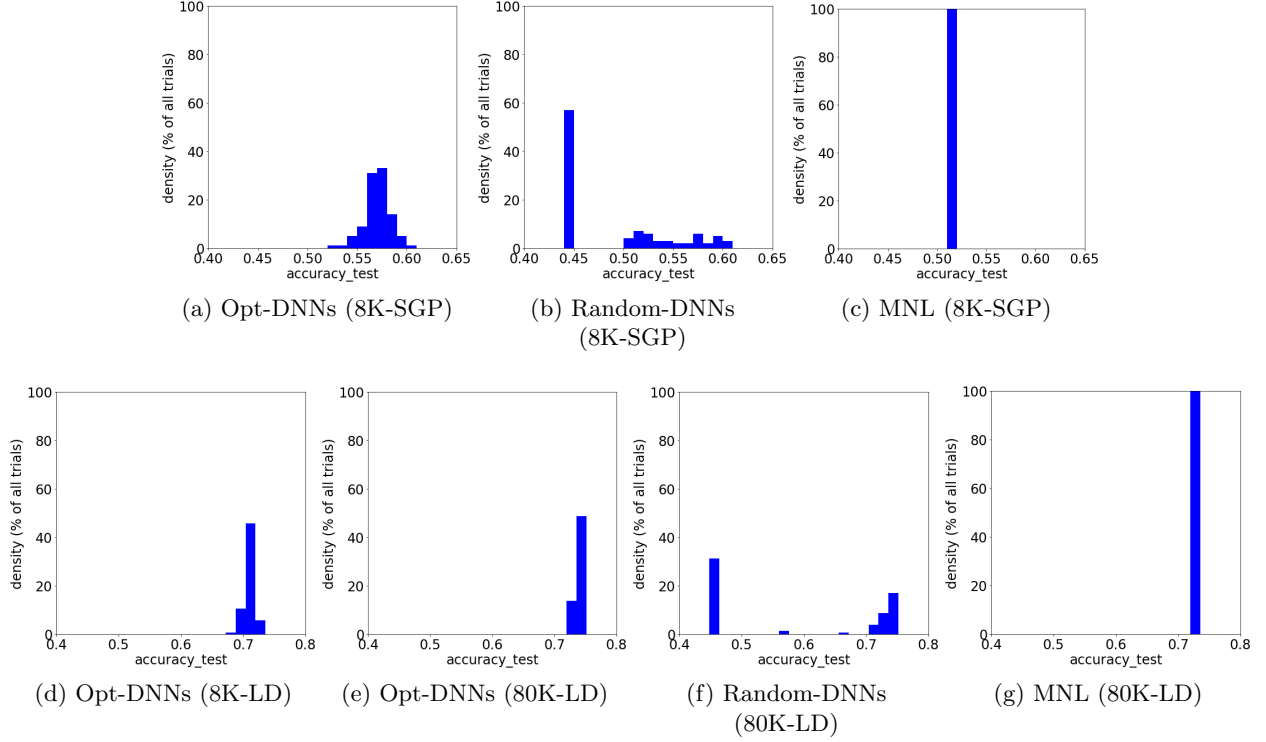 100
80
60
40
20
0
density (% of all trials)
0.40 0.45 0.50 0.55 0.60 0.65
accuracy_test
(a) Opt-DNNs (8K-SGP)
100
80
60
40
20
0
density (% of all trials)
0.40 0.45 0.50 0.55 0.60 0.65
accuracy_test
(b) Random-DNNs
(8K-SGP)
100
80
60
40
20
0
density (% of all trials)
0.40 0.45 0.50 0.55 0.60 0.65
accuracy_test
(c) MNL (8K-SGP)
100
80
60
40
20
0
density (% of all trials)
0.4 0.5 0.6 0.7 0.8
accuracy_test
(d) Opt-DNNs (8K-LD)
100
80
60
40
20
0
density (% of all trials)
0.4 0.5 0.6 0.7 0.8
accuracy_test
(e) Opt-DNNs (80K-LD)
100
80
60
40
20
0
density (% of all trials)
0.4 0.5 0.6 0.7 0.8
accuracy_test
(f) Random-DNNs
(80K-LD)
100
80
60
40
20
0
density (% of all trials)
0.4 0.5 0.6 0.7 0.8
accuracy_test
(g) MNL (80K-LD)